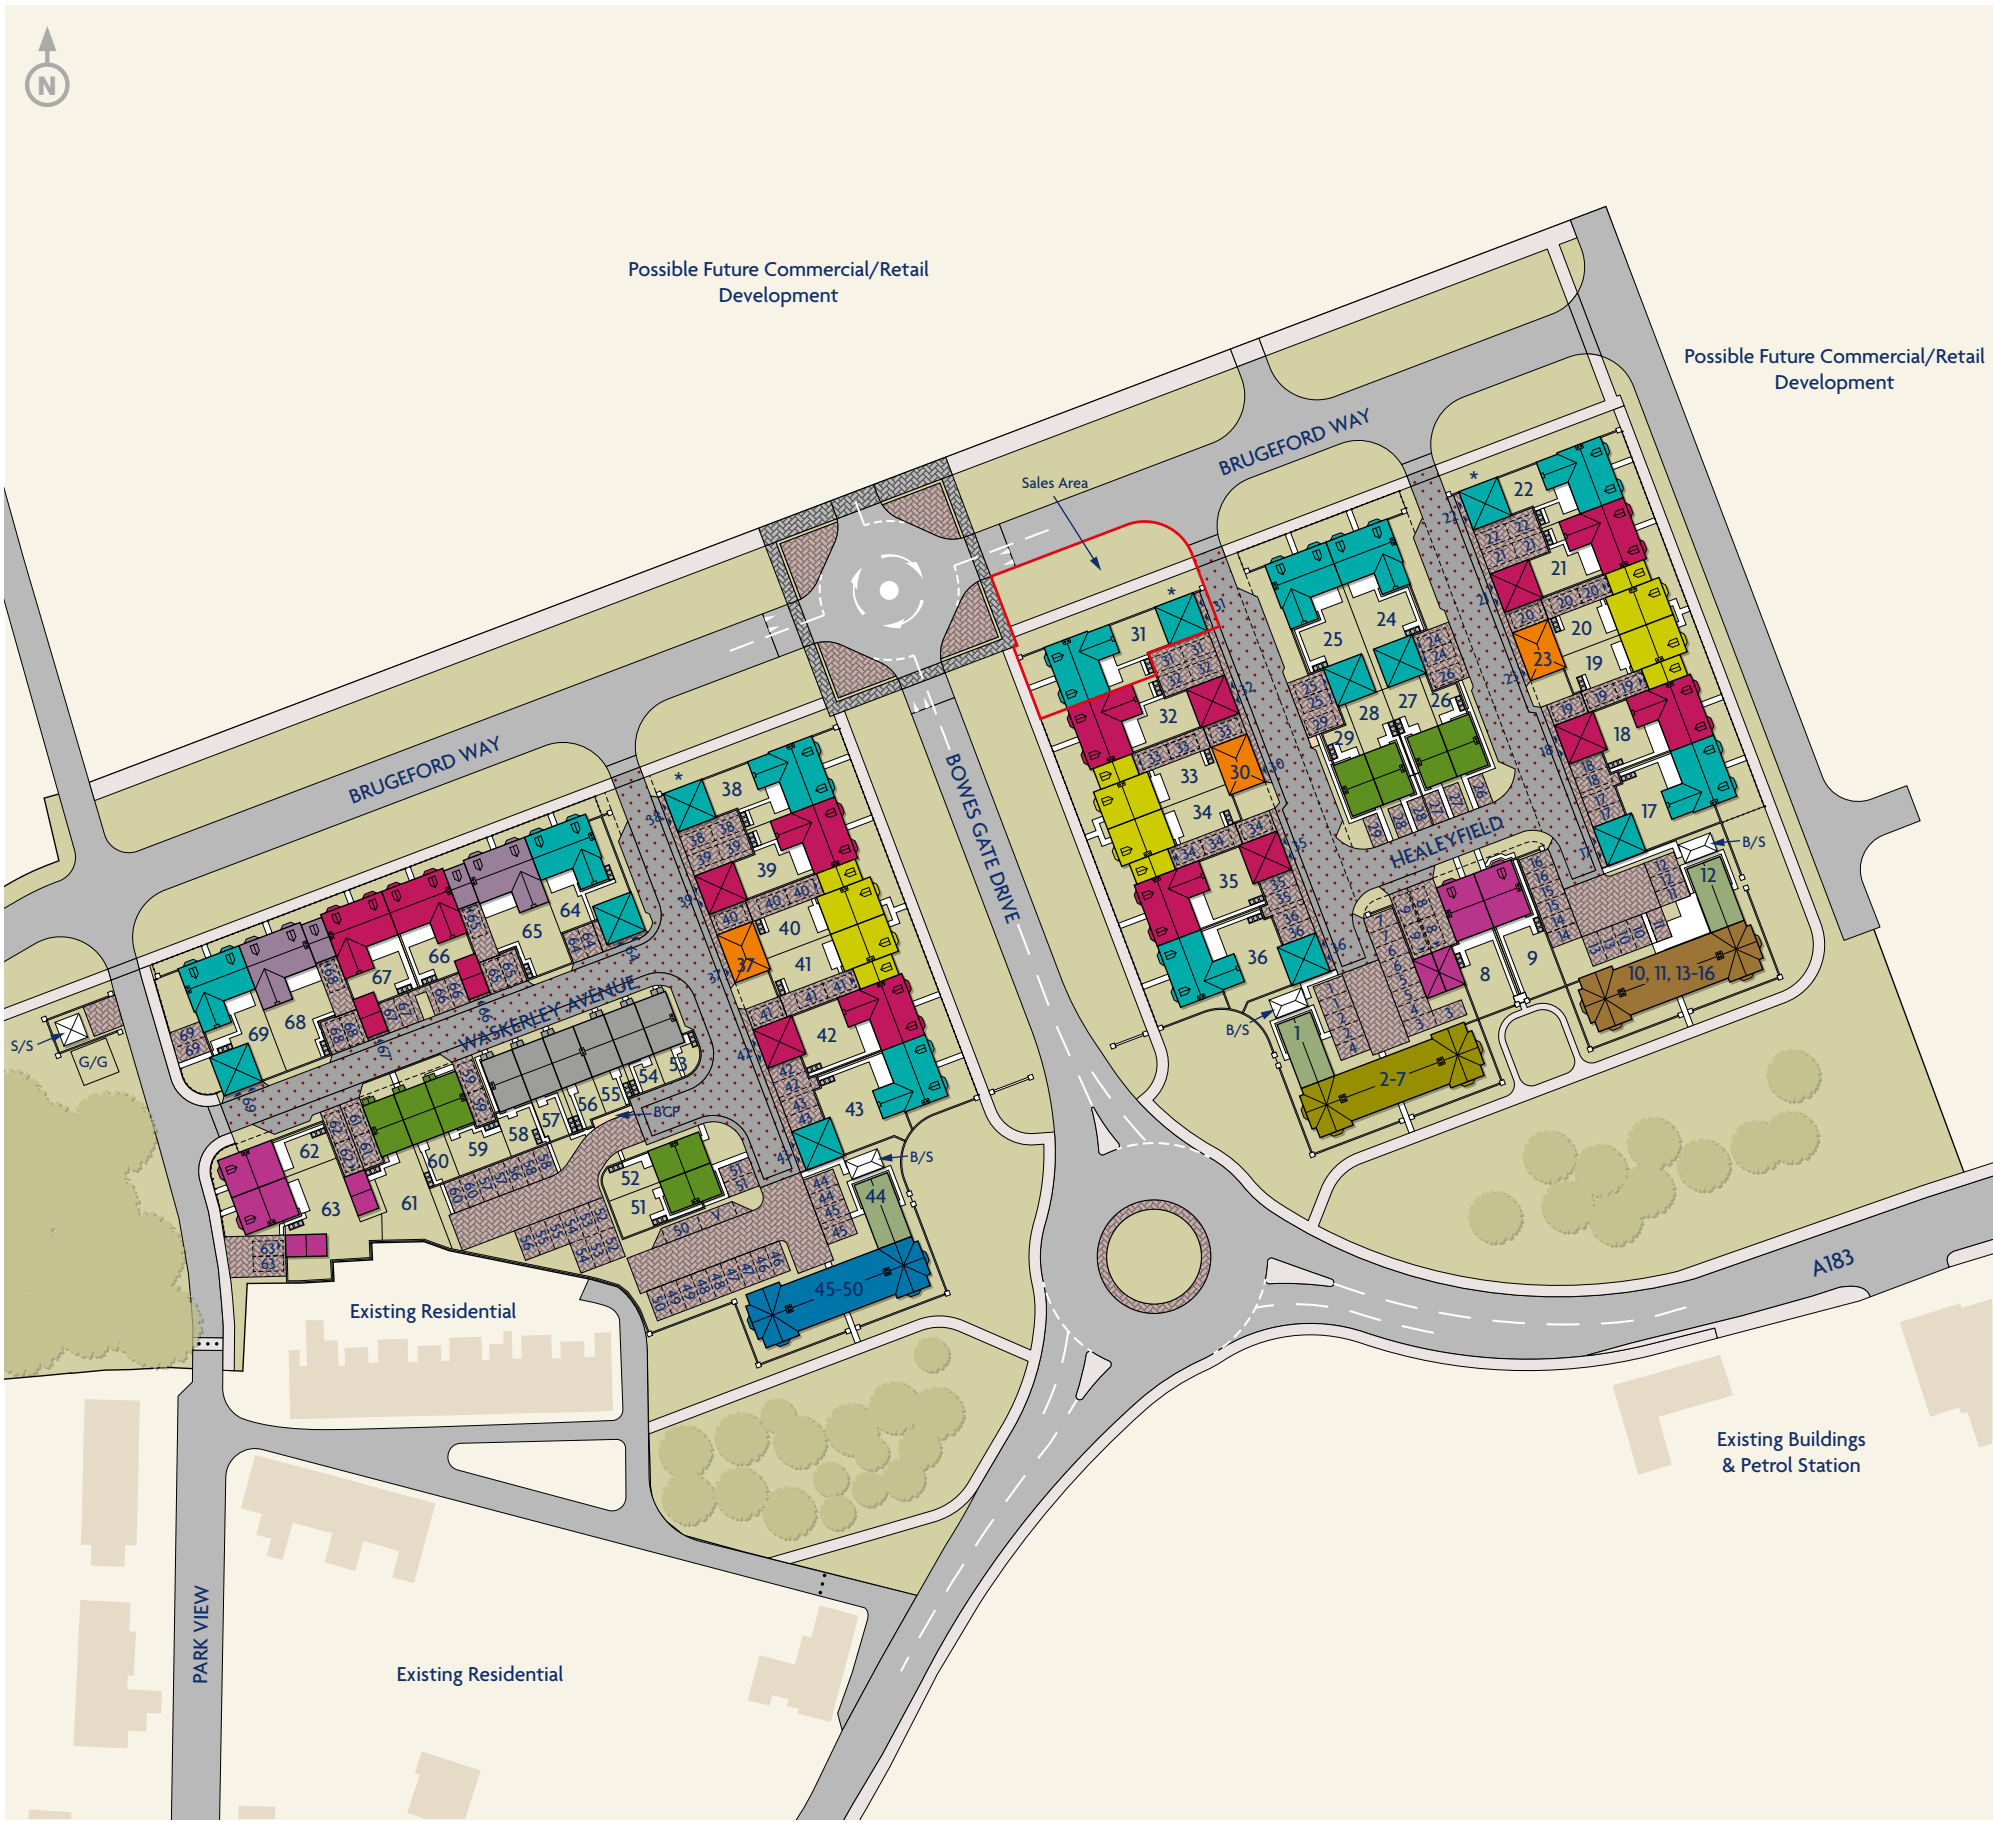 N
Possible Future Commercial/Retail
Development
Possible Future Commercial/Retail
Development
BRUGEFORD WAY
Sales Area
BRUGEFORD WAY
BOWES GATE DRIVE
WASKERLEY AVENUE
HEALEYFIELD
*
22
21
20
19
23
18
17
B/S
12
10, 11, 13-16
24
25
26
27
28
29
*
31
32
33
30
34
35
36
B/S
1
2-7
8
9
*
38
39
40
37
41
42
43
B/S
44
45-50
64
65
66
67
68
69
S/S
G/G
53
54
55
56
57
58
59
60
61
62
63
BCP
52
51
50
V
A183
Existing Residential
Existing Buildings
& Petrol Station
PARK VIEW
Existing Residential